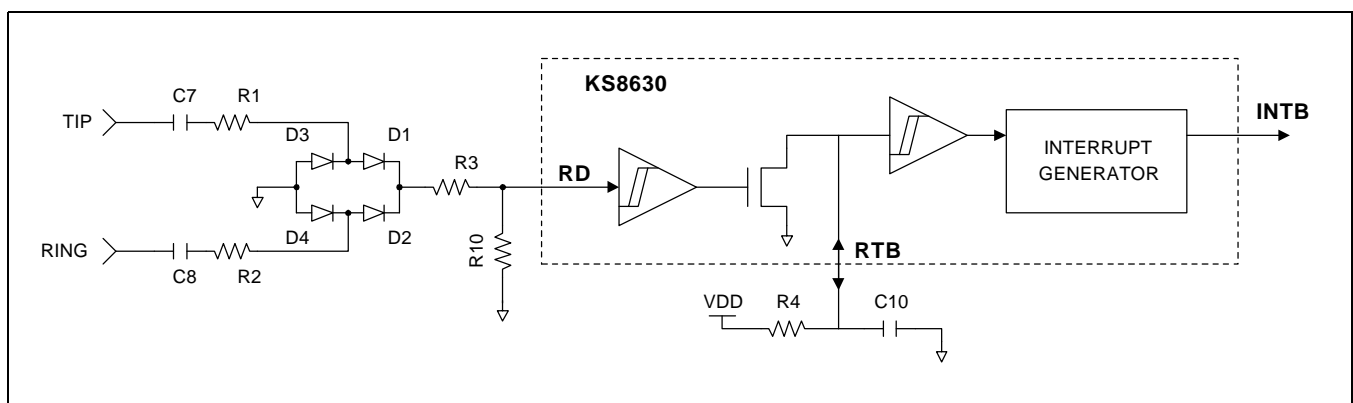 KS8630
TIP
C7
R1
D3
D1
R3
RD
INTERRUPT
GENERATOR
INTB
RING
C8
R2
D4
D2
R10
RTB
VDD
R4
C10